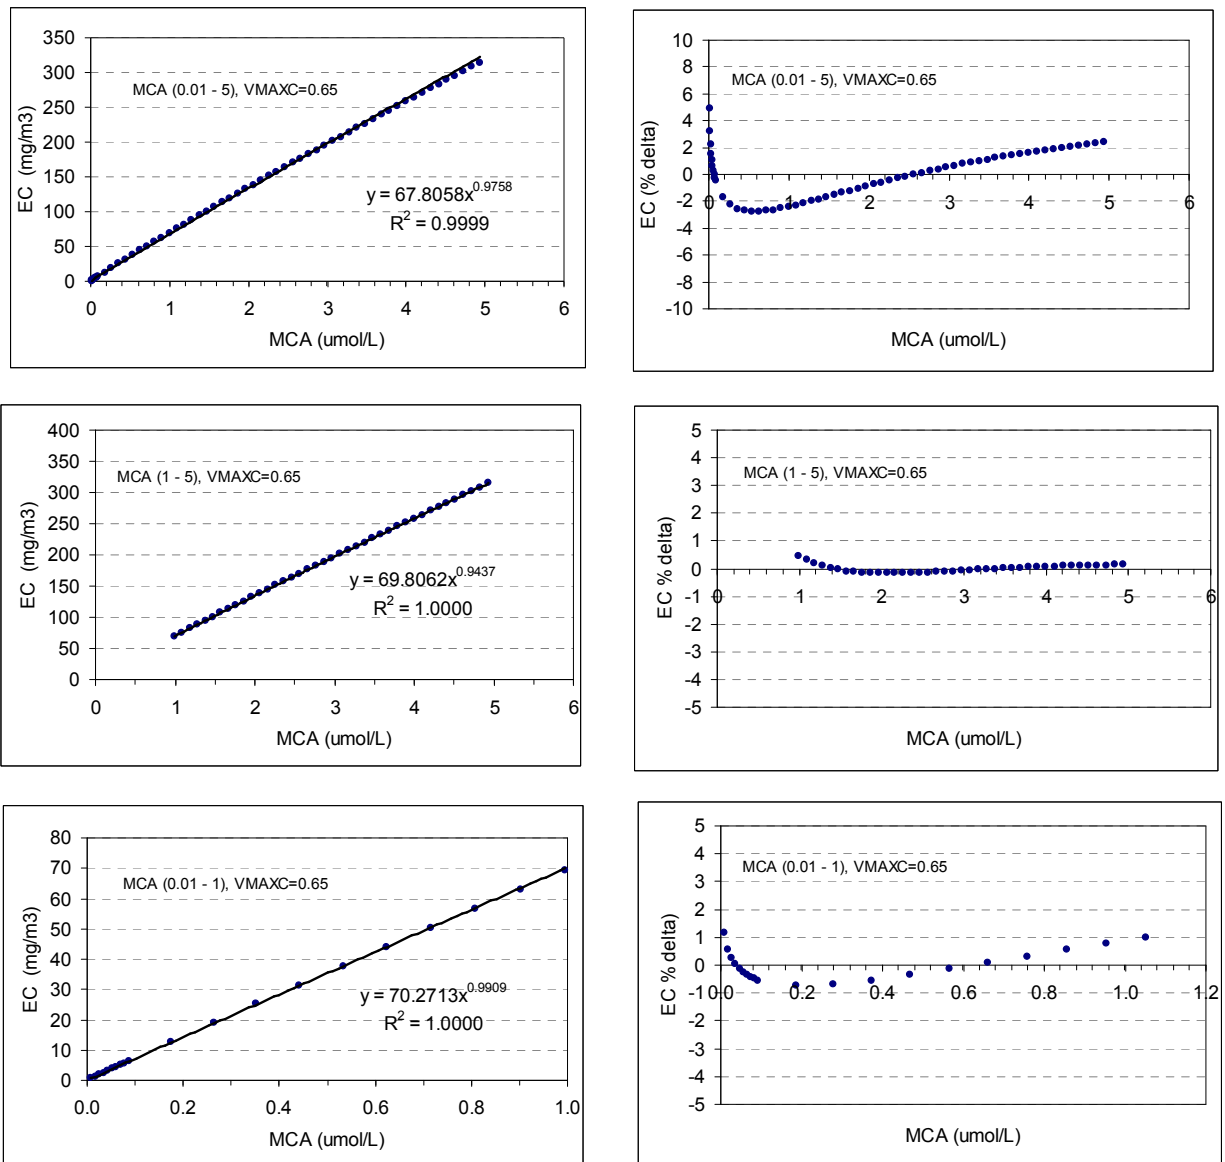 350
300
250
200
150
100
50
0
EC (mg/m3)
MCA (0.01 - 5), VMAXC=0.65
y = 67.8058x^0.9758
R² = 0.9999
0 1 2 3 4 5 6
MCA (umol/L)
10
8
6
4
2
0
-2
-4
-6
-8
-10
EC (% delta)
MCA (0.01 - 5), VMAXC=0.65
0 1 2 3 4 5 6
MCA (umol/L)
400
350
300
250
200
150
100
50
0
EC (mg/m3)
MCA (1 - 5), VMAXC=0.65
y = 69.8062x^0.9437
R² = 1.0000
0 1 2 3 4 5 6
MCA (umol/L)
5
4
3
2
1
0
-1
-2
-3
-4
-5
EC % delta)
MCA (1 - 5), VMAXC=0.65
0 1 2 3 4 5 6
MCA (umol/L)
80
70
60
50
40
30
20
10
0
EC (mg/m3)
MCA (0.01 - 1), VMAXC=0.65
y = 70.2713x^0.9909
R² = 1.0000
0.0 0.2 0.4 0.6 0.8 1.0
MCA (umol/L)
5
4
3
2
1
0
-1
-2
-3
-4
-5
EC % delta)
MCA (0.01 - 1), VMAXC=0.65
0.0 0.2 0.4 0.6 0.8 1.0 1.2
MCA (umol/L)